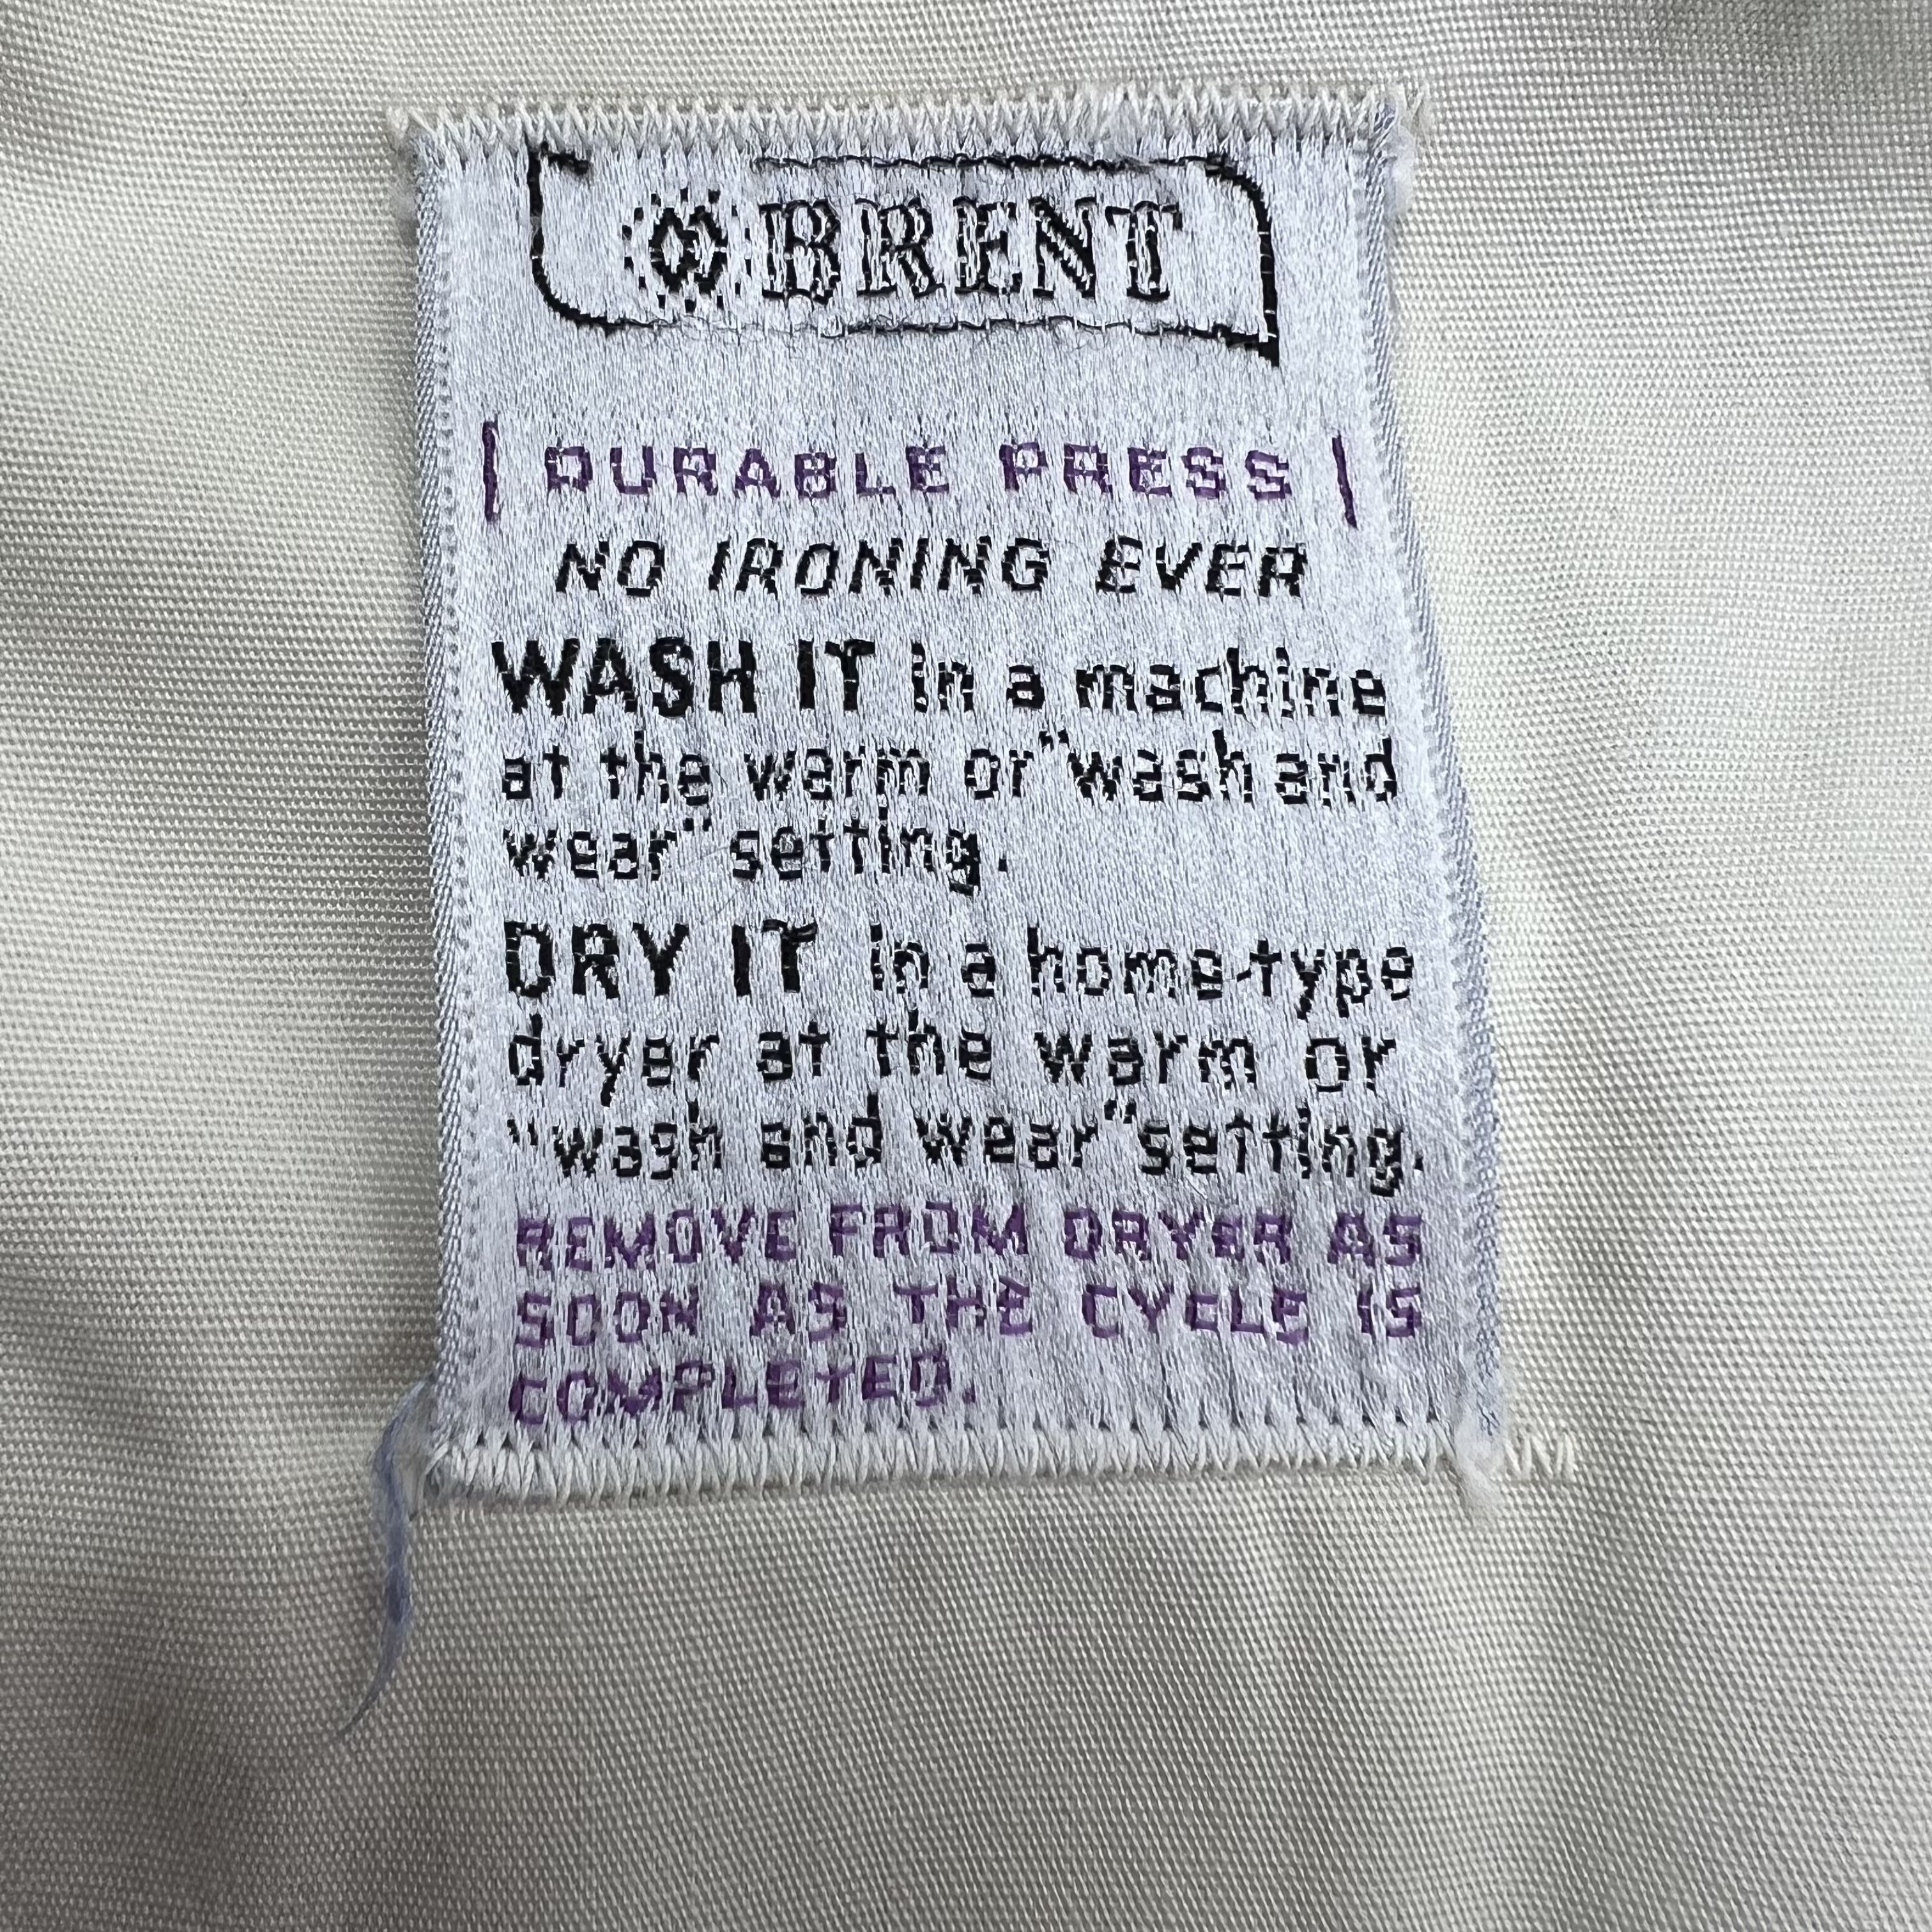 BRENT
DURABLE PRESS
NO IRONING EVER
WASH IT in a machine
at the warm or "wash and
wear" setting.
DRY IT in a home-type
dryer at the warm or
"wash and wear" setting.
REMOVE FROM DRYER AS
SOON AS THE CYCLE IS
COMPLETED.